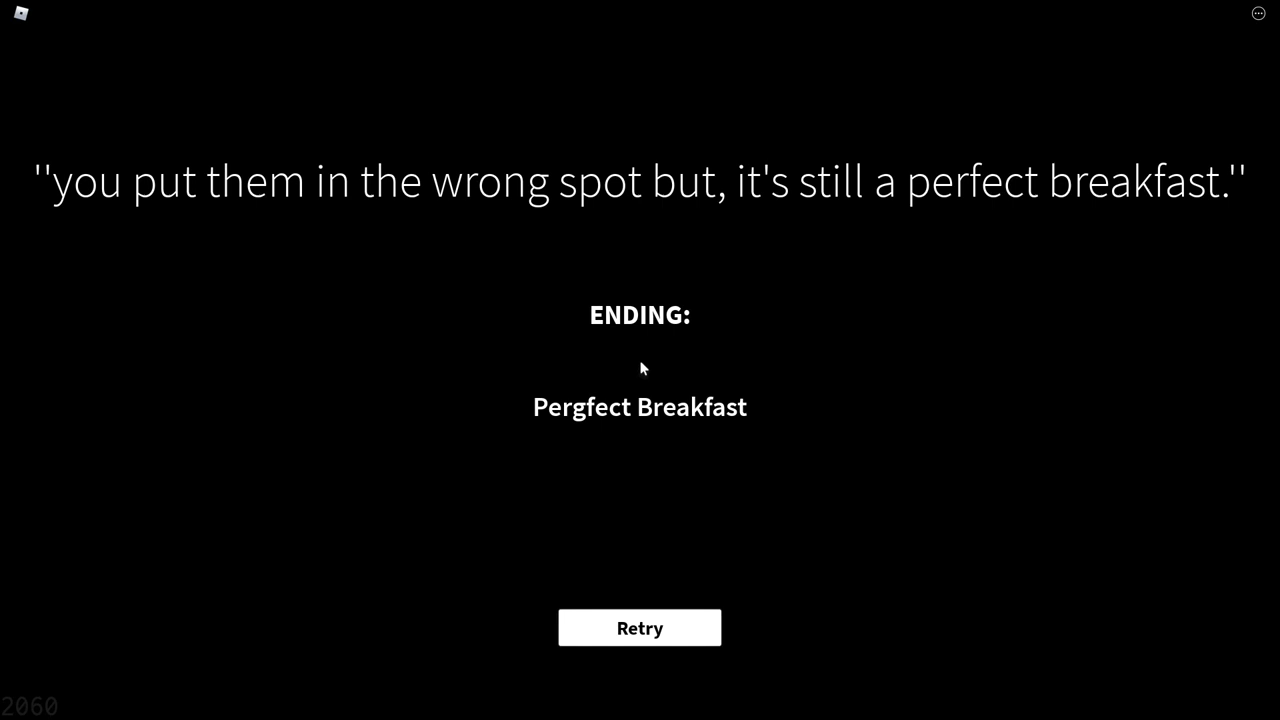 ''you put them in the wrong spot but, it's still a perfect breakfast.''
ENDING:
Pergfect Breakfast
Retry
2060